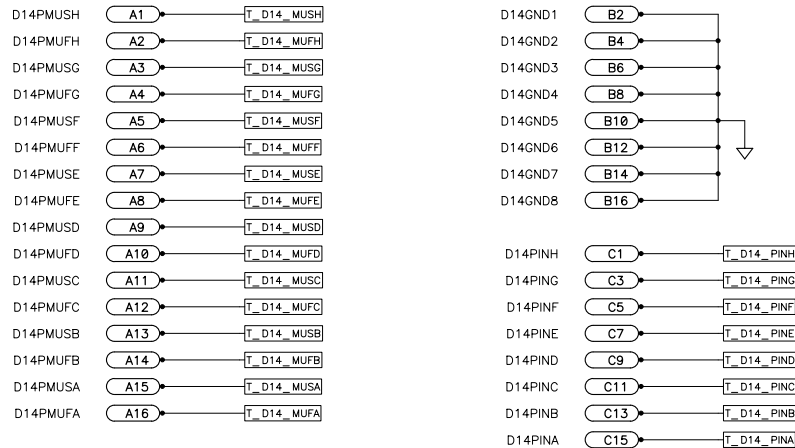 D14PMUSH A1 T_D14_MUSH
D14PMUFH A2 T_D14_MUFH
D14PMUSG A3 T_D14_MUSG
D14PMUFG A4 T_D14_MUFG
D14PMUSF A5 T_D14_MUSF
D14PMUFF A6 T_D14_MUFF
D14PMUSE A7 T_D14_MUSE
D14PMUFE A8 T_D14_MUFE
D14PMUSD A9 T_D14_MUSD
D14PMUFD A10 T_D14_MUFD
D14PMUSC A11 T_D14_MUSC
D14PMUFC A12 T_D14_MUFC
D14PMUSB A13 T_D14_MUSB
D14PMUFB A14 T_D14_MUFB
D14PMUSA A15 T_D14_MUSA
D14PMUFA A16 T_D14_MUFA
D14GND1 B2
D14GND2 B4
D14GND3 B6
D14GND4 B8
D14GND5 B10
D14GND6 B12
D14GND7 B14
D14GND8 B16
D14PINH C1 T_D14_PINH
D14PING C3 T_D14_PING
D14PINF C5 T_D14_PINF
D14PINE C7 T_D14_PINE
D14PIND C9 T_D14_PIND
D14PINC C11 T_D14_PINC
D14PINB C13 T_D14_PINB
D14PINA C15 T_D14_PINA